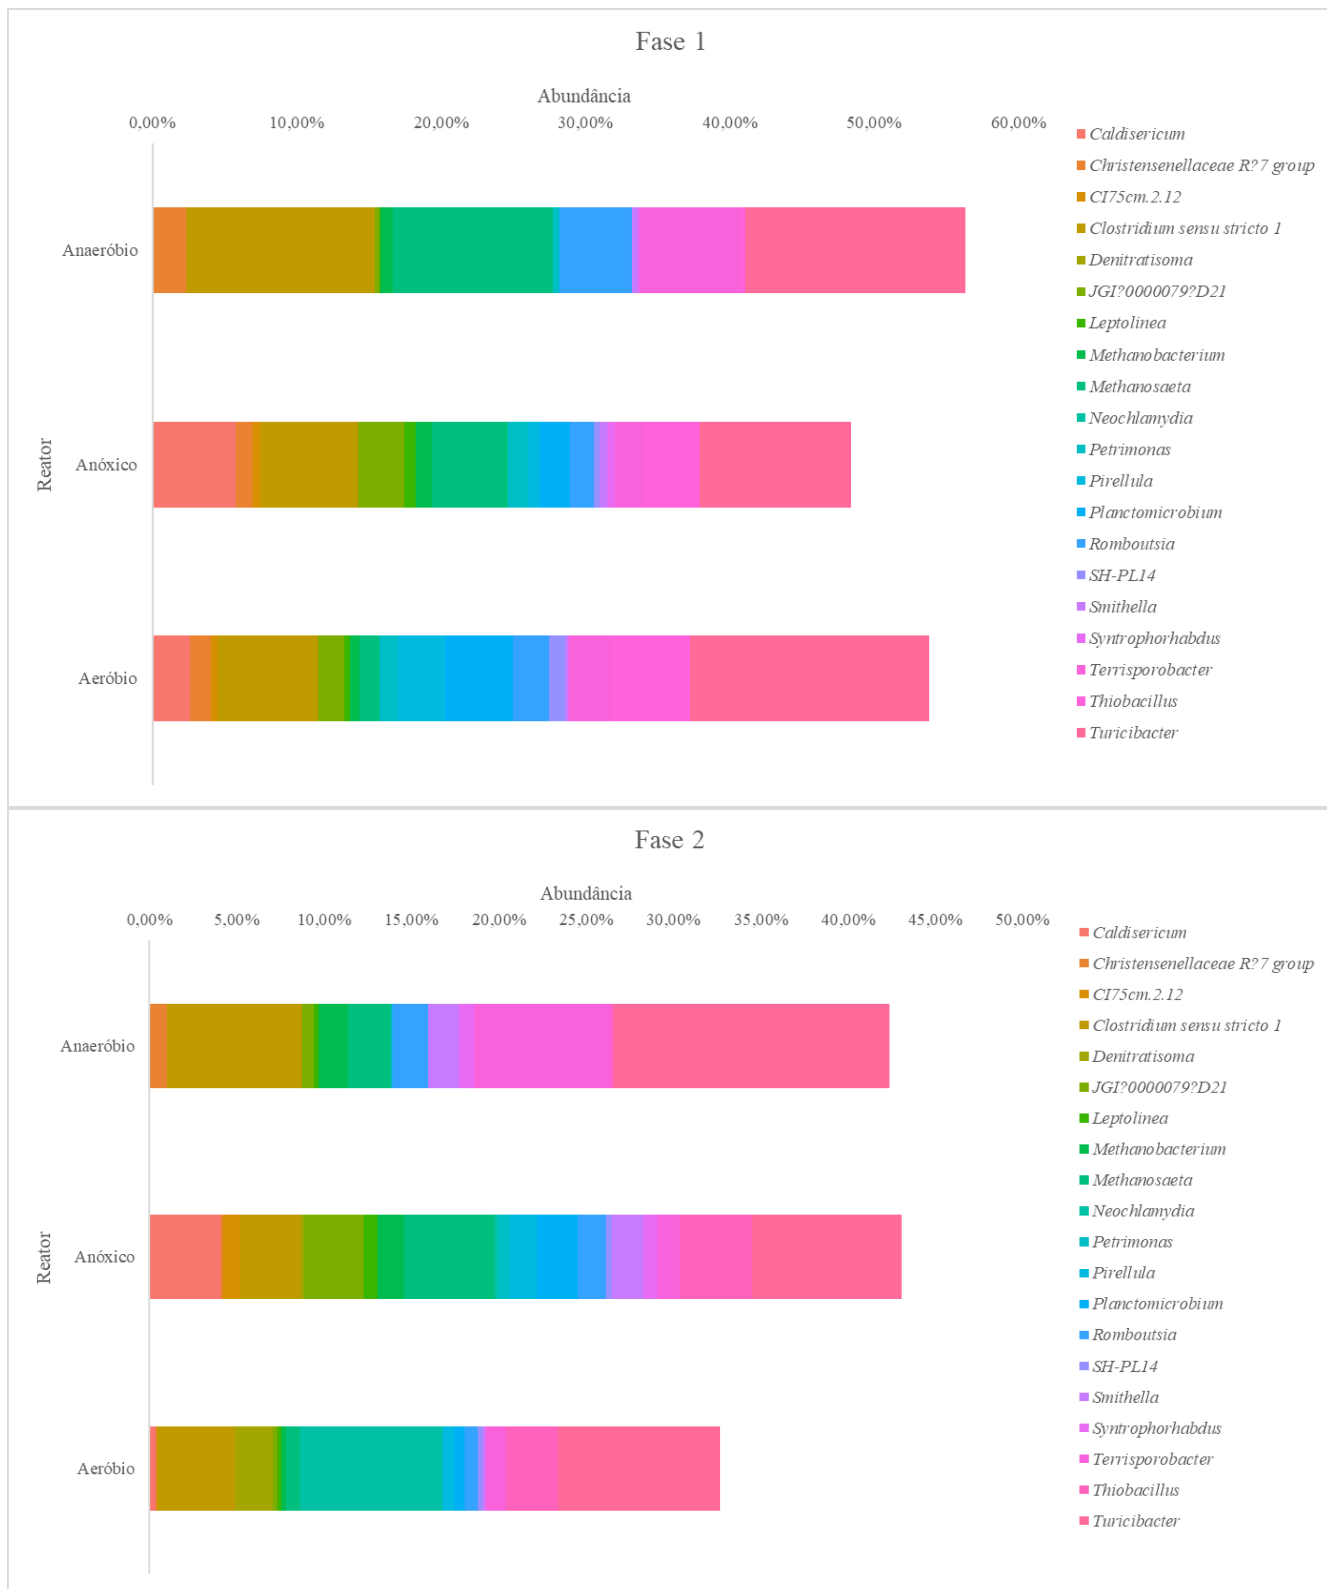 Fase 1
Abundância
0,00% 10,00% 20,00% 30,00% 40,00% 50,00% 60,00%
Reator
Anaeróbio
Anóxico
Aeróbio
Caldisericum
Christensenellaceae R?7 group
CI75cm.2.12
Clostridium sensu stricto 1
Denitratisoma
JGI?0000079?D21
Leptolinea
Methanobacterium
Methanosaeta
Neochlamydia
Petrimonas
Pirellula
Planctomicrobium
Romboutsia
SH-PL14
Smithella
Syntrophorhabdus
Terrisporobacter
Thiobacillus
Turicibacter
Fase 2
Abundância
0,00% 5,00% 10,00% 15,00% 20,00% 25,00% 30,00% 35,00% 40,00% 45,00% 50,00%
Reator
Anaeróbio
Anóxico
Aeróbio
Caldisericum
Christensenellaceae R?7 group
CI75cm.2.12
Clostridium sensu stricto 1
Denitratisoma
JGI?0000079?D21
Leptolinea
Methanobacterium
Methanosaeta
Neochlamydia
Petrimonas
Pirellula
Planctomicrobium
Romboutsia
SH-PL14
Smithella
Syntrophorhabdus
Terrisporobacter
Thiobacillus
Turicibacter